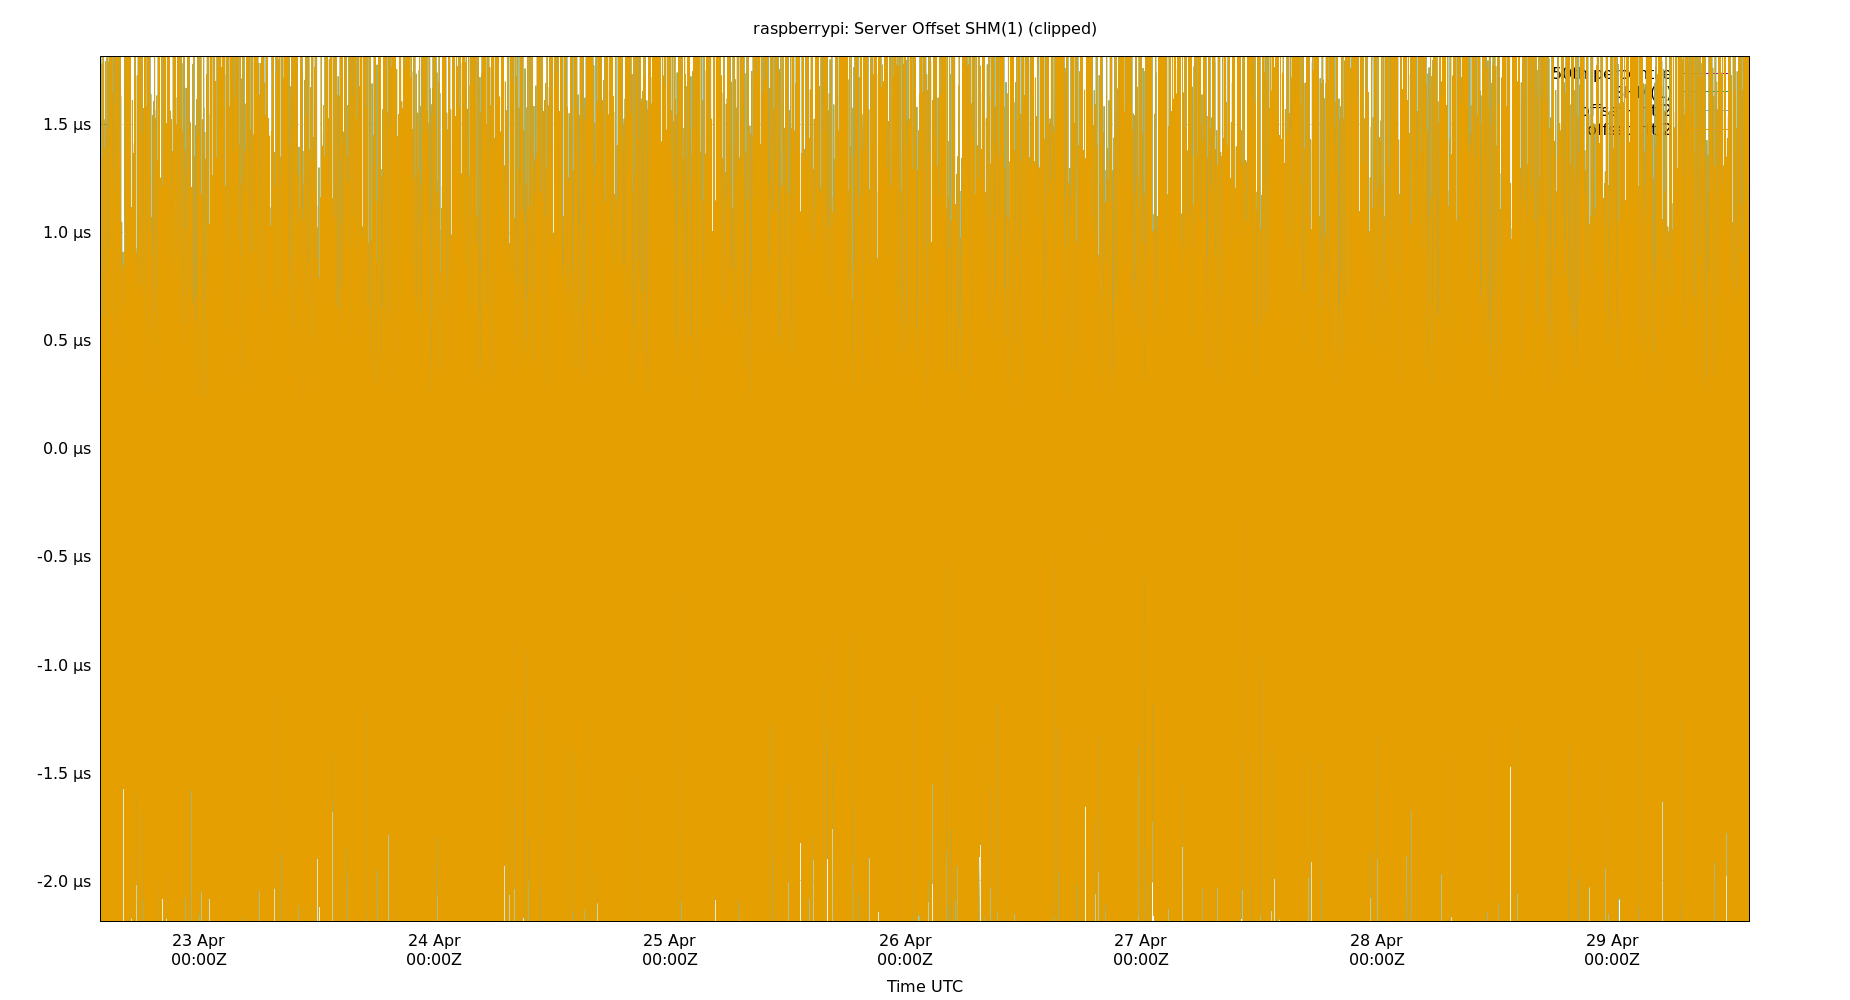 raspberrypi: Server Offset SHM(1) (clipped)
1.5 µs
1.0 µs
0.5 µs
0.0 µs
-0.5 µs
-1.0 µs
-1.5 µs
-2.0 µs
23 Apr 24 Apr 25 Apr 26 Apr 27 Apr 28 Apr 29 Apr
00:00Z 00:00Z 00:00Z 00:00Z 00:00Z 00:00Z 00:00Z
Time UTC